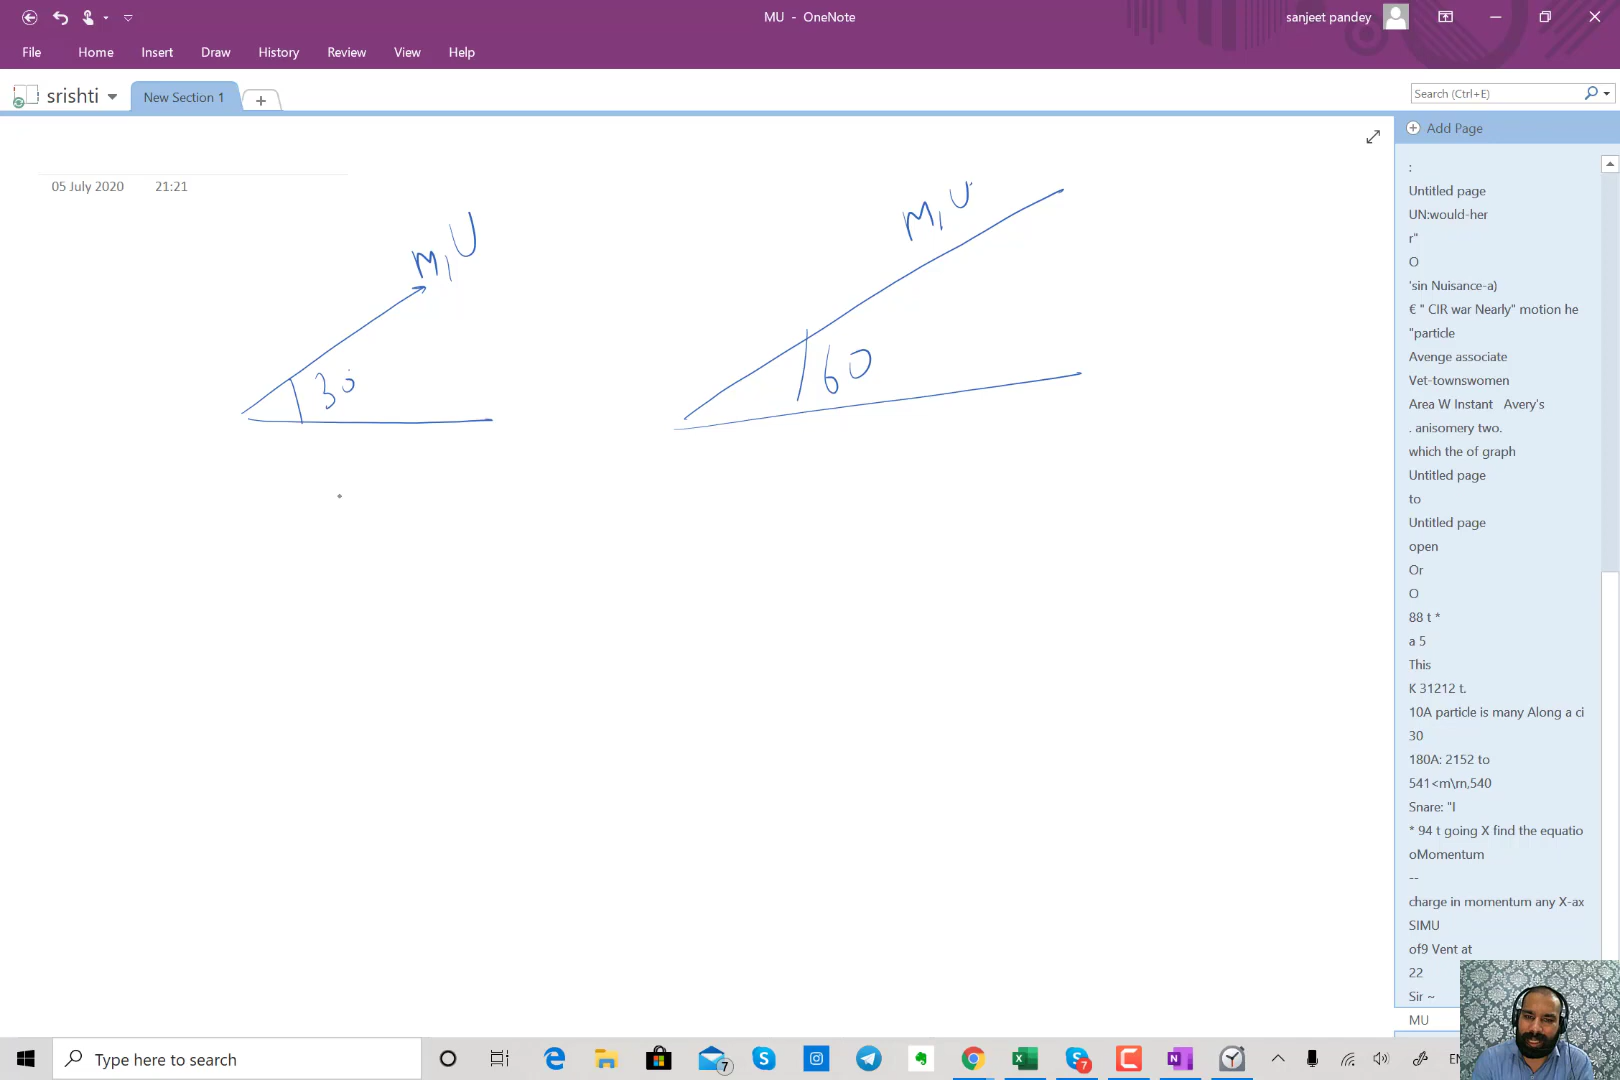 MU - OneNote
sanjeet pandey
File Home Insert Draw History Review View Help
srishti
New Section 1
Search (Ctrl+E)
Add Page
05 July 2020 21:21
M, U
30
M, U
60
:
Untitled page
UN:would-her
r"
O
'sin Nuisance-a)
€ " CIR war Nearly" motion he
"particle
Avenge associate
Vet-townswomen
Area W Instant Avery's
. anisomery two.
which the of graph
Untitled page
to
Untitled page
open
Or
O
88 t *
a 5
This
K 31212 t.
10A particle is many Along a ci
30
180A: 2152 to
541<m\rn,540
Snare: "I
* 94 t going X find the equatio
oMomentum
--
charge in momentum any X-ax
SIMU
of9 Vent at
22
Sir ~
MU
Type here to search
7
7